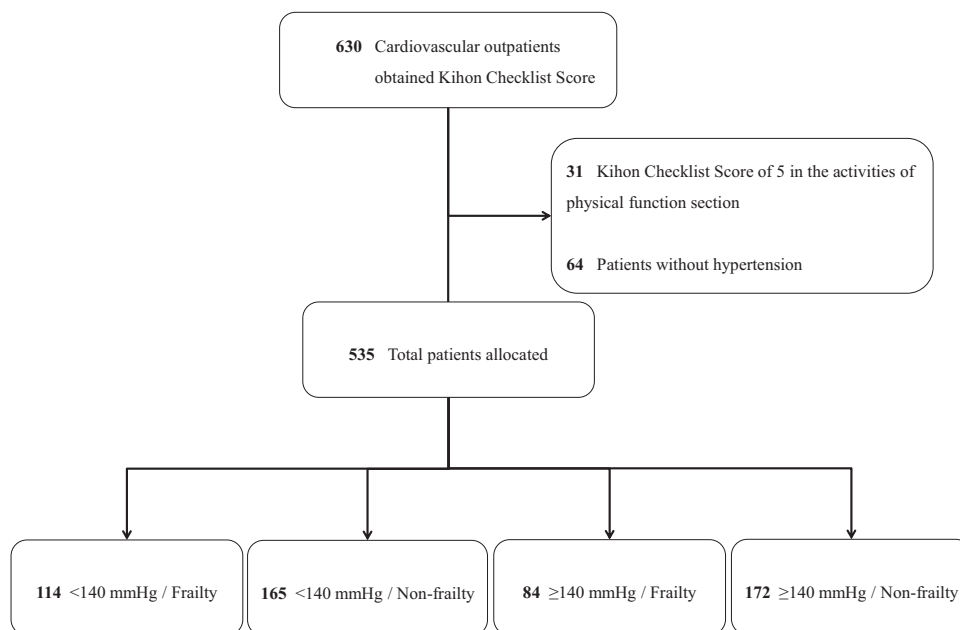 630 Cardiovascular outpatients
obtained Kihon Checklist Score
31 Kihon Checklist Score of 5 in the activities of
physical function section
64 Patients without hypertension
535 Total patients allocated
114 <140 mmHg / Frailty
165 <140 mmHg / Non-frailty
84 ≥140 mmHg / Frailty
172 ≥140 mmHg / Non-frailty